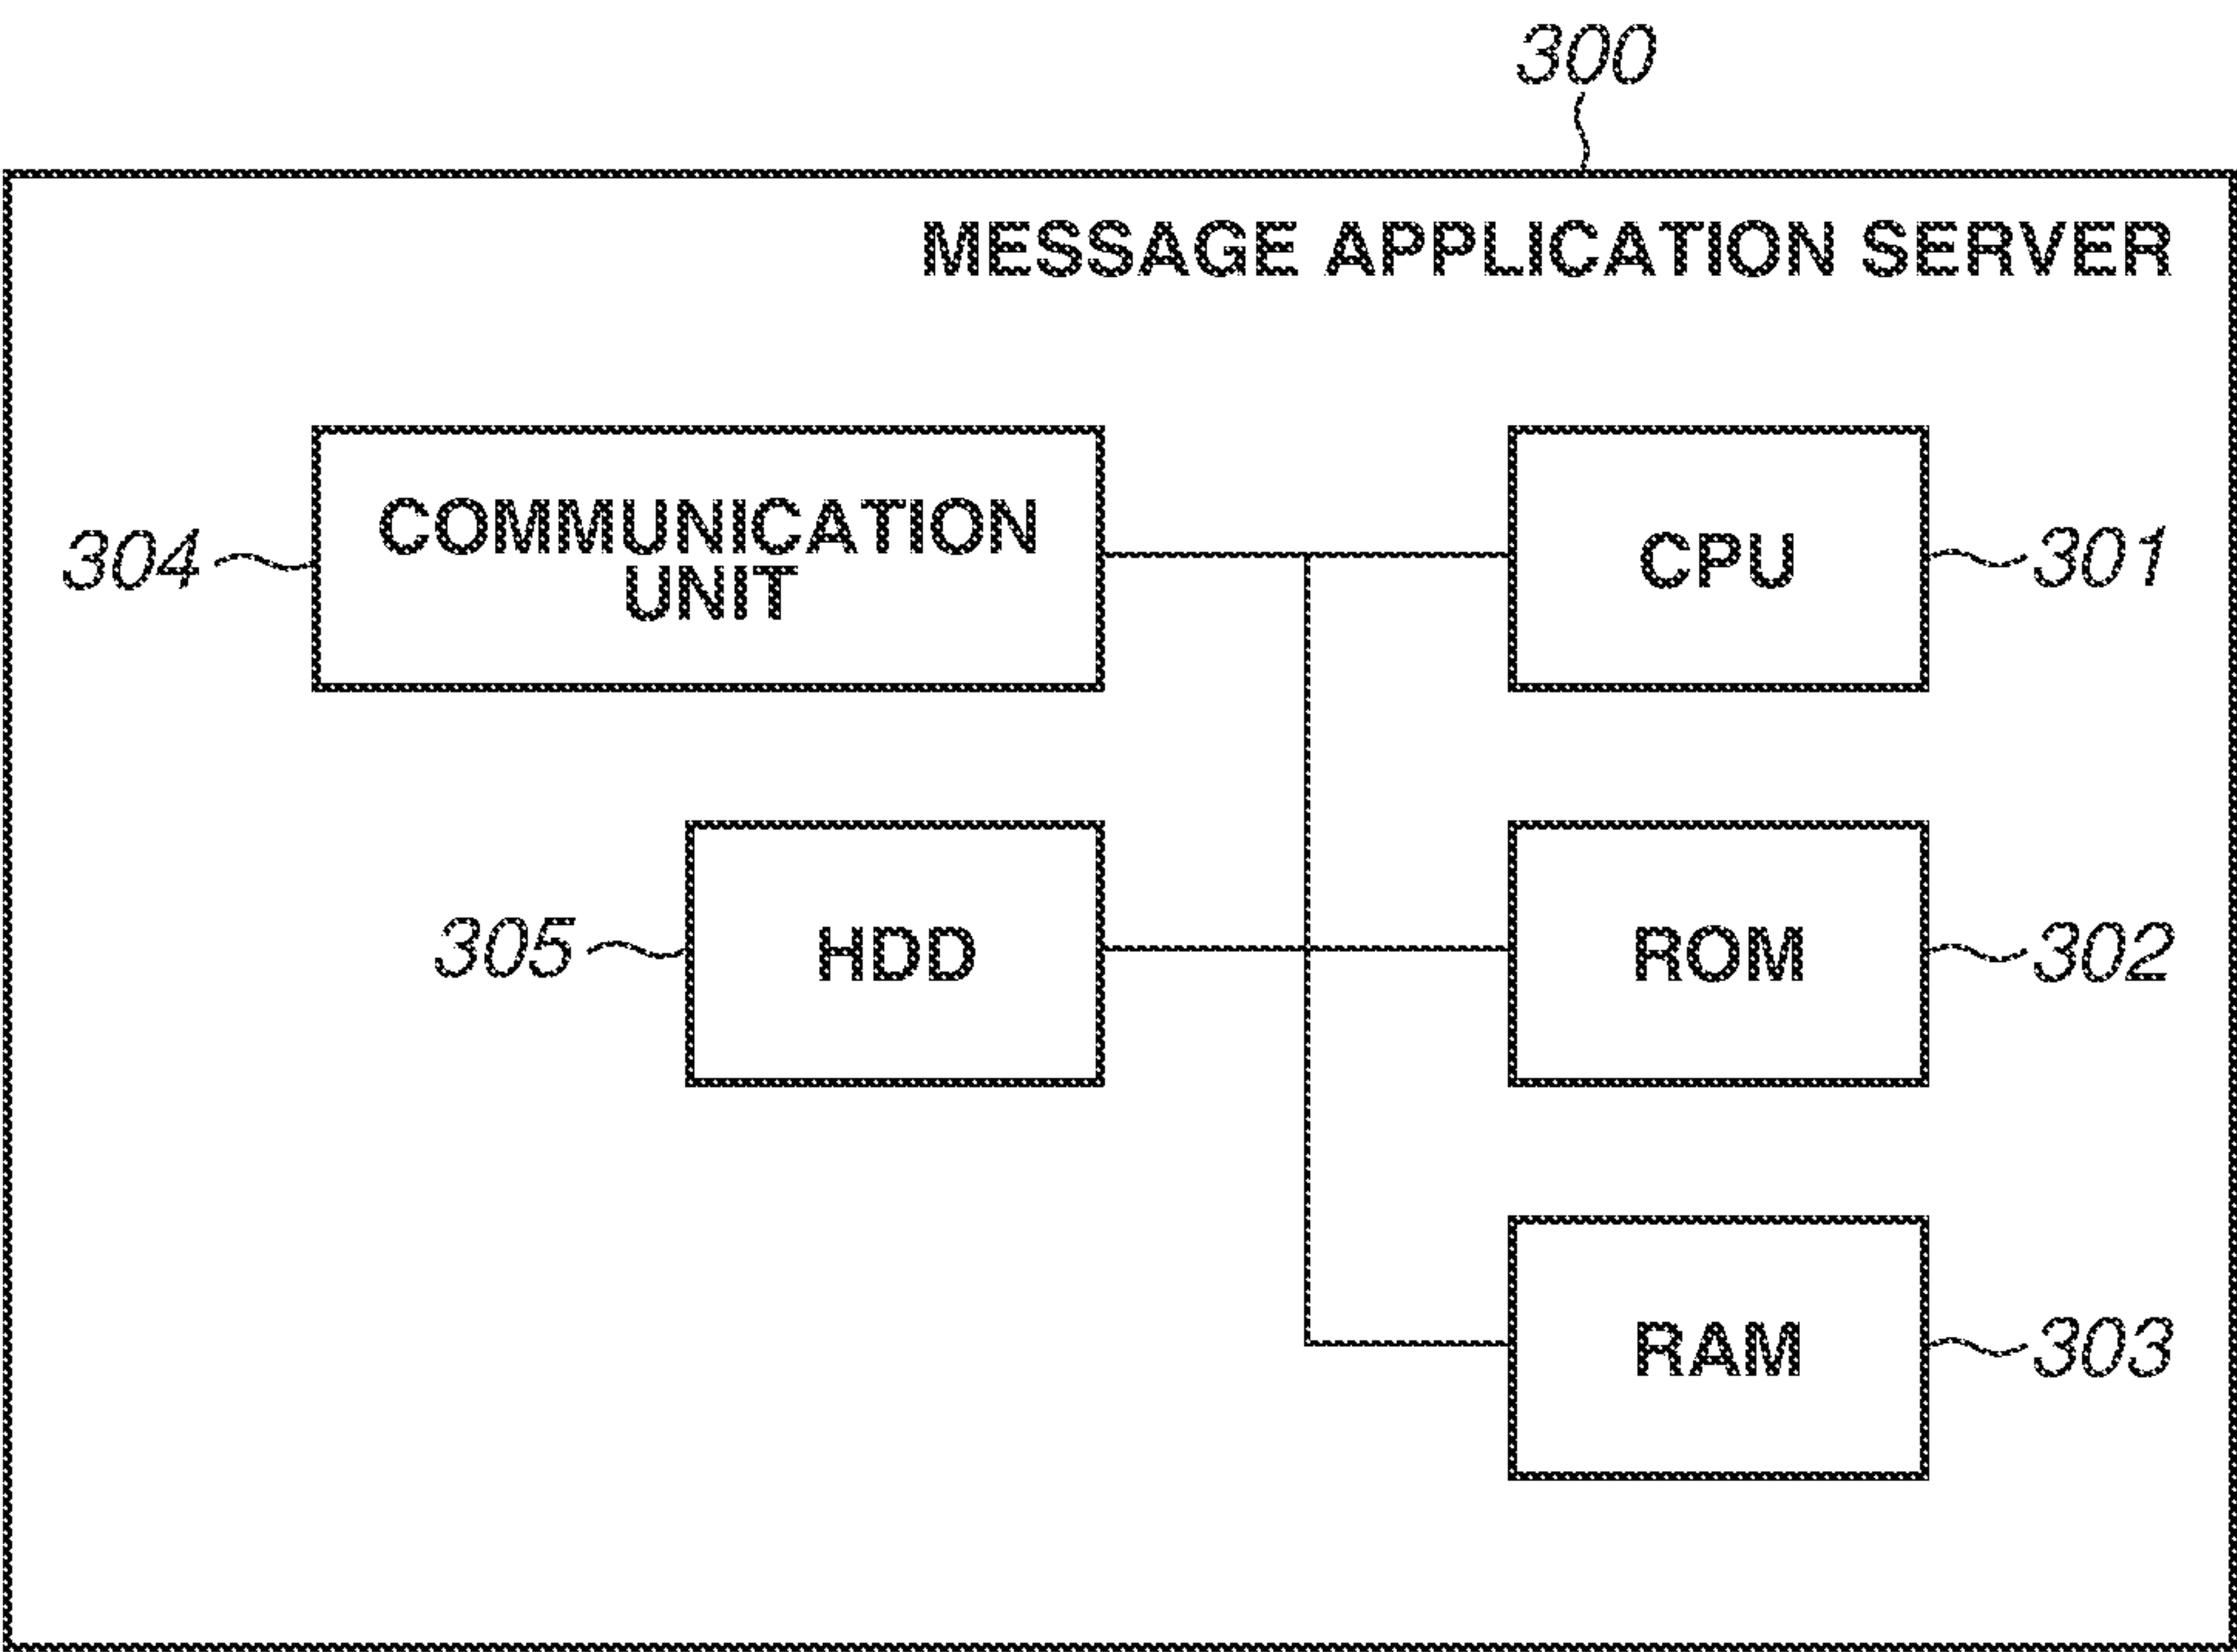 300
MESSAGE APPLICATION SERVER
304
COMMUNICATION
UNIT
CPU
301
305
HDD
ROM
302
RAM
303